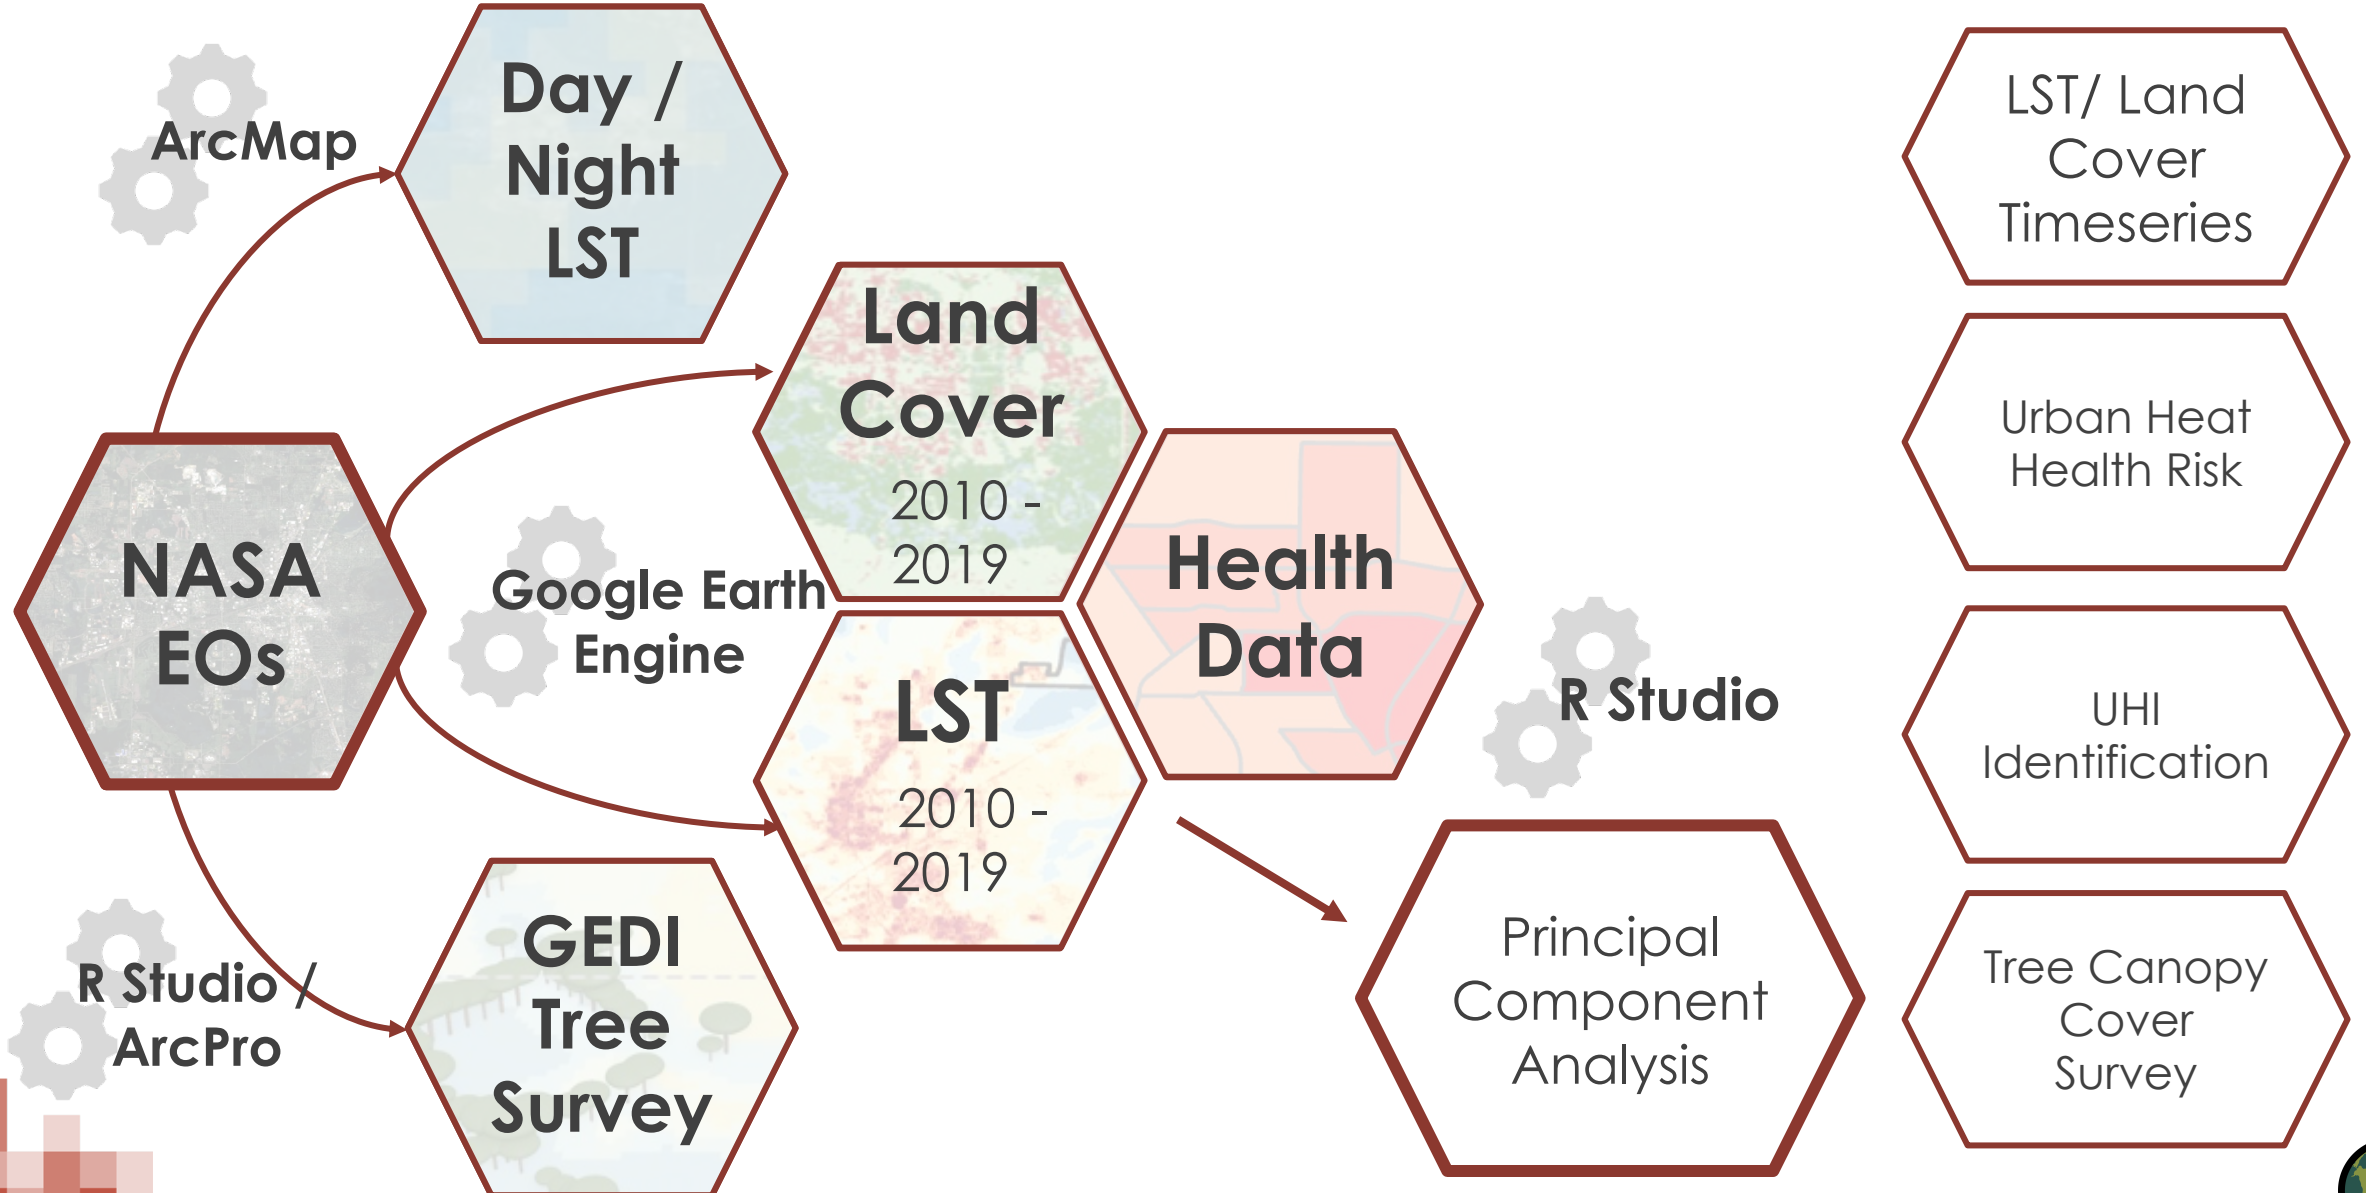 ArcMap
Day /
Night
LST
Land
Cover
2010 -
2019
NASA
EOs
Google Earth
Engine
LST
2010 -
2019
Health
Data
R Studio /
ArcPro
GEDI
Tree
Survey
R Studio
Principal
Component
Analysis
LST/ Land
Cover
Timeseries
Urban Heat
Health Risk
UHI
Identification
Tree Canopy
Cover
Survey